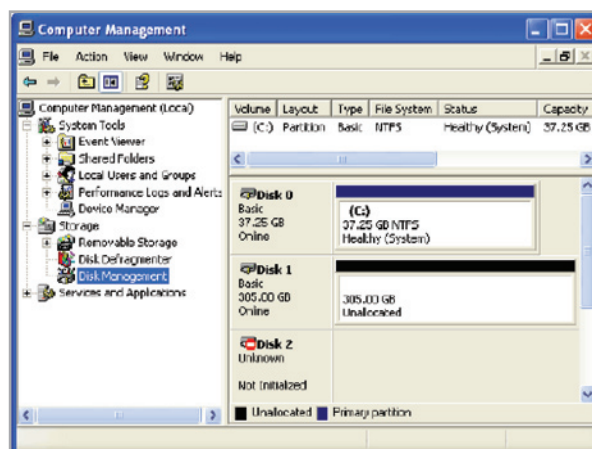 Computer Management
File Action View Window Help
Computer Management (Local)
System Tools
Event Viewer
Shared Folders
Local Users and Groups
Performance Logs and Alerts
Device Manager
Storage
Removable Storage
Disk Defragmenter
Disk Management
Services and Applications
Volume Layout Type File System Status Capacity
(C:) Partition Basic NTFS Healthy (System) 37.25 GB
Disk 0
Basic
37.25 GB
Online
(C:)
37.25 GB NTFS
Healthy (System)
Disk 1
Basic
305.00 GB
Online
305.00 GB
Unallocated
Disk 2
Unknown
Not Initialized
Unallocated Primary partition